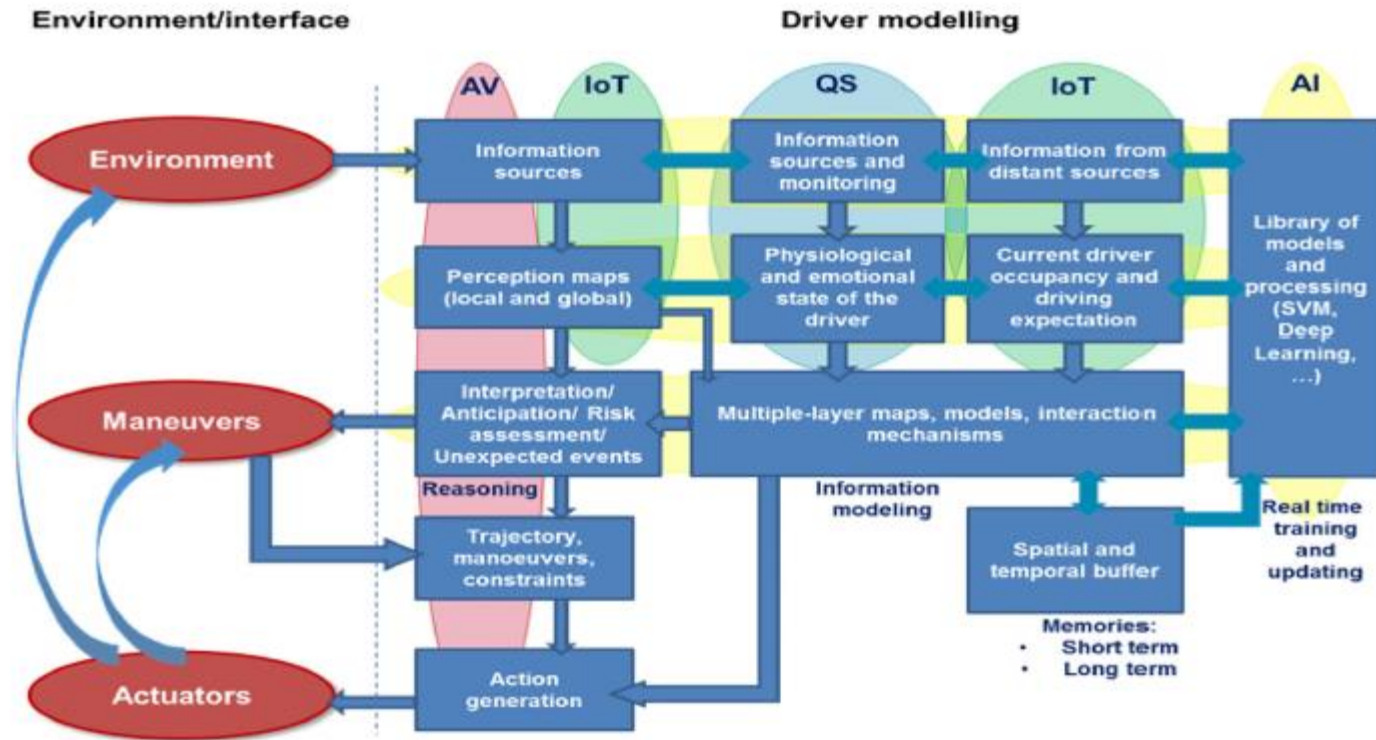 Environment/interface
Driver modelling
AV
IoT
QS
IoT
AI
Environment
Information
sources
Information
sources and
monitoring
Information from
distant sources
Library of
models
and
processing
(SVM,
Deep
Learning,
…)
Perception maps
(local and global)
Physiological
and emotional
state of the
driver
Current driver
occupancy and
driving
expectation
Maneuvers
Interpretation/
Anticipation/ Risk
assessment/
Unexpected events
Multiple-layer maps, models, interaction
mechanisms
Reasoning
Information
modeling
Real time
training
and
updating
Trajectory,
manoeuvers,
constraints
Spatial and
temporal buffer
Memories:
• Short term
• Long term
Actuators
Action
generation